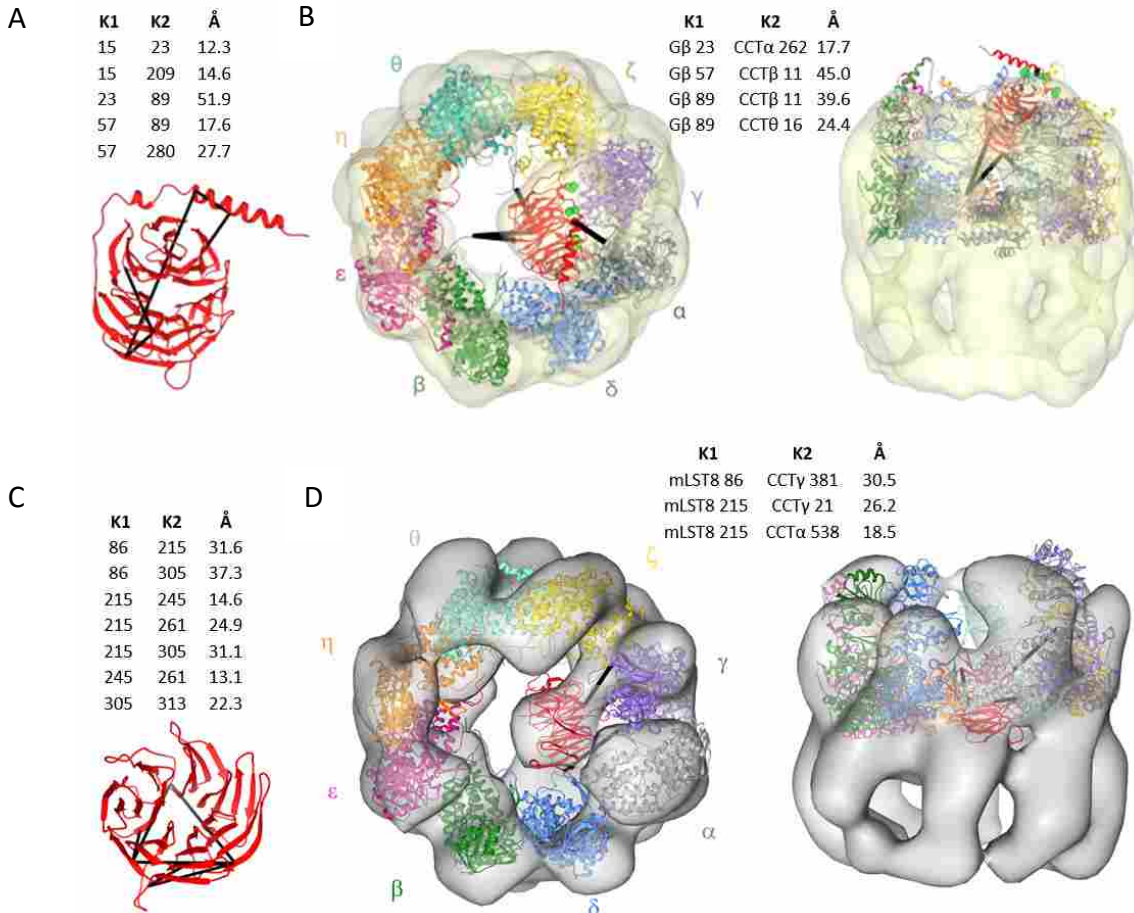 A
K1 K2 Å
15 23 12.3
15 209 14.6
23 89 51.9
57 89 17.6
57 280 27.7
B
K1 K2 Å
Gβ 23 CCTα 262 17.7
Gβ 57 CCTβ 11 45.0
Gβ 89 CCTβ 11 39.6
Gβ 89 CCTθ 16 24.4
θ
ζ
η
γ
ε
α
β
δ
C
K1 K2 Å
86 215 31.6
86 305 37.3
215 245 14.6
215 261 24.9
215 305 31.1
245 261 13.1
305 313 22.3
D
K1 K2 Å
mLST8 86 CCTγ 381 30.5
mLST8 215 CCTγ 21 26.2
mLST8 215 CCTα 538 18.5
θ
ζ
η
γ
ε
α
β
δ